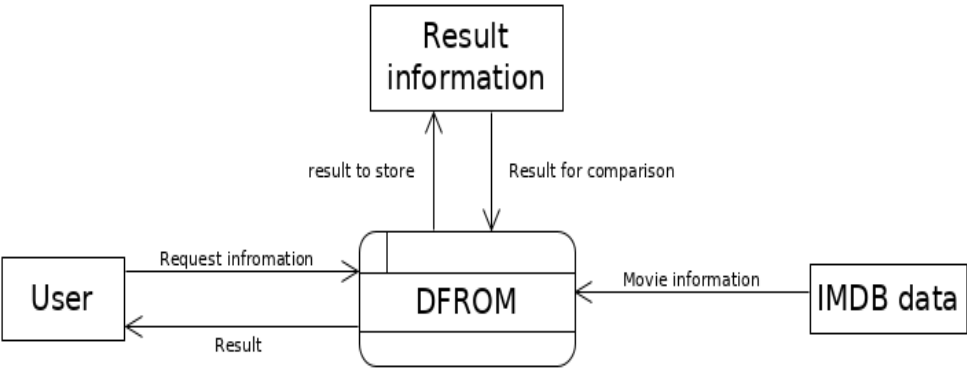 Result
information
result to store
Result for comparison
Request infromation
User
Result
DFROM
Movie information
IMDB data